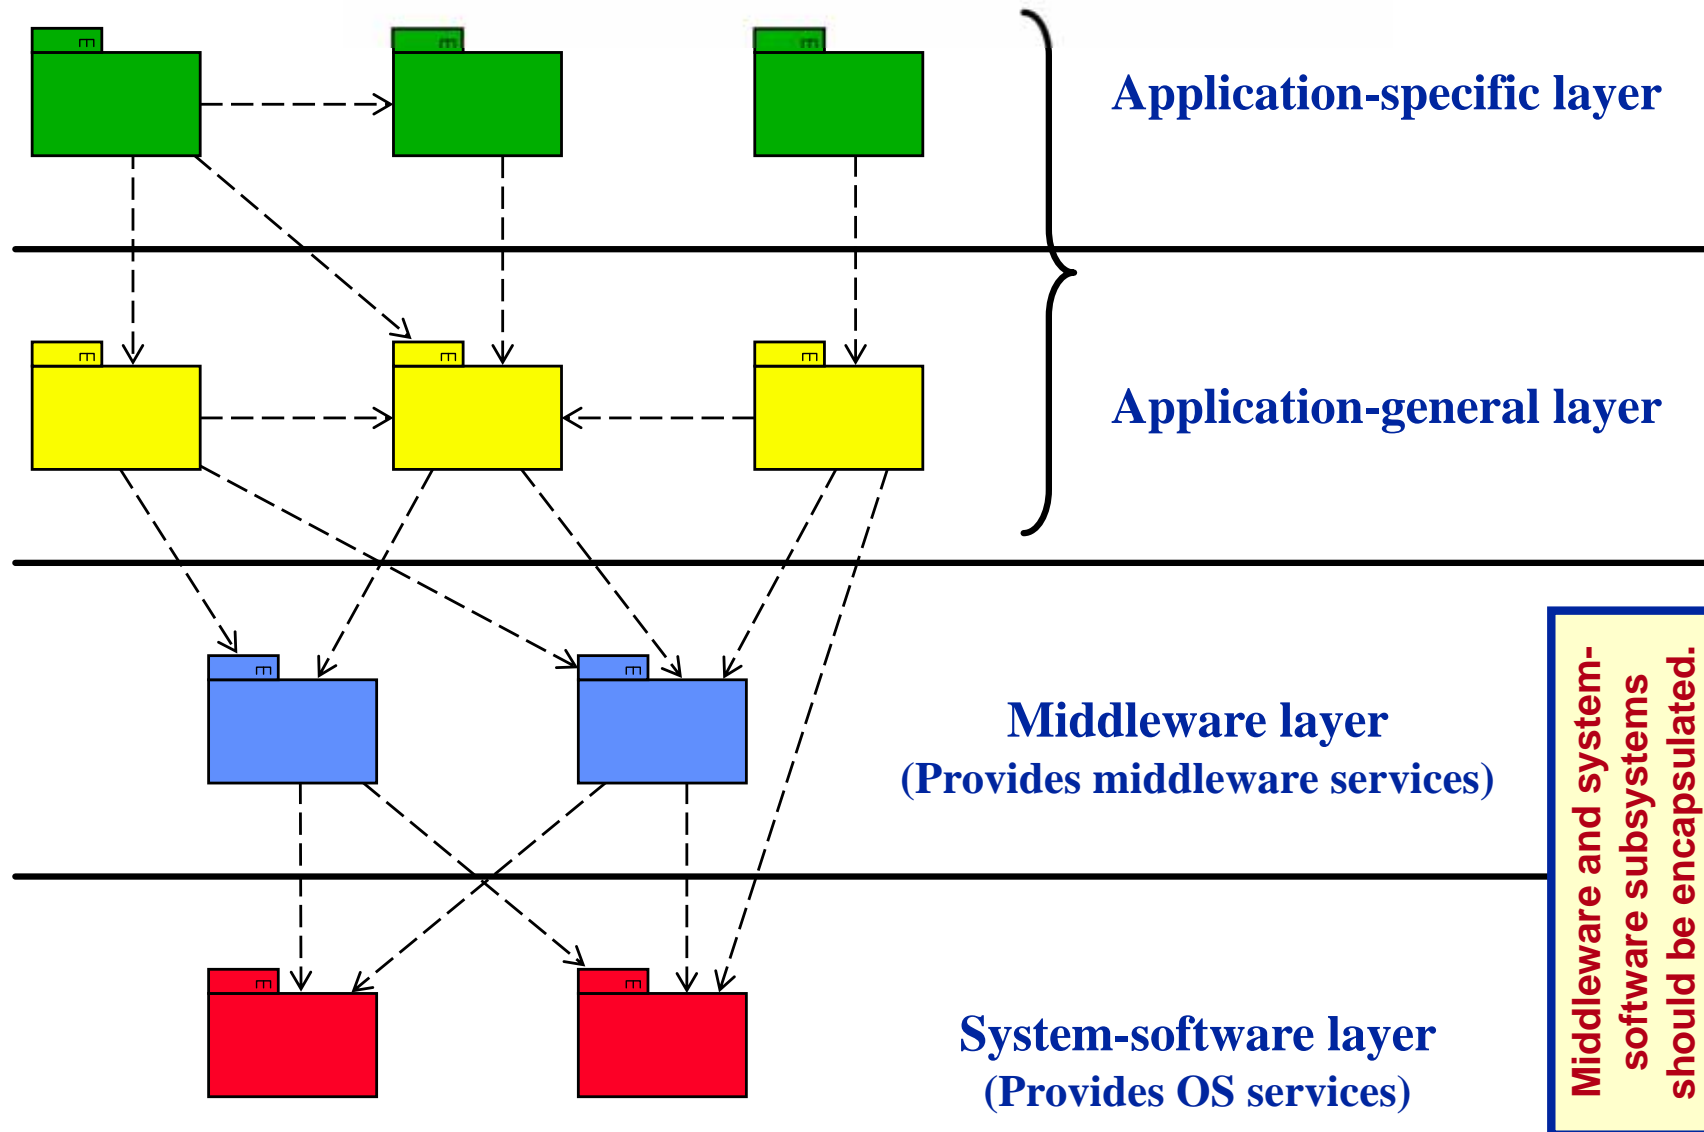 Application-specific layer
Application-general layer
Middleware layer
(Provides middleware services)
System-software layer
(Provides OS services)
Middleware and system-
software subsystems
should be encapsulated.